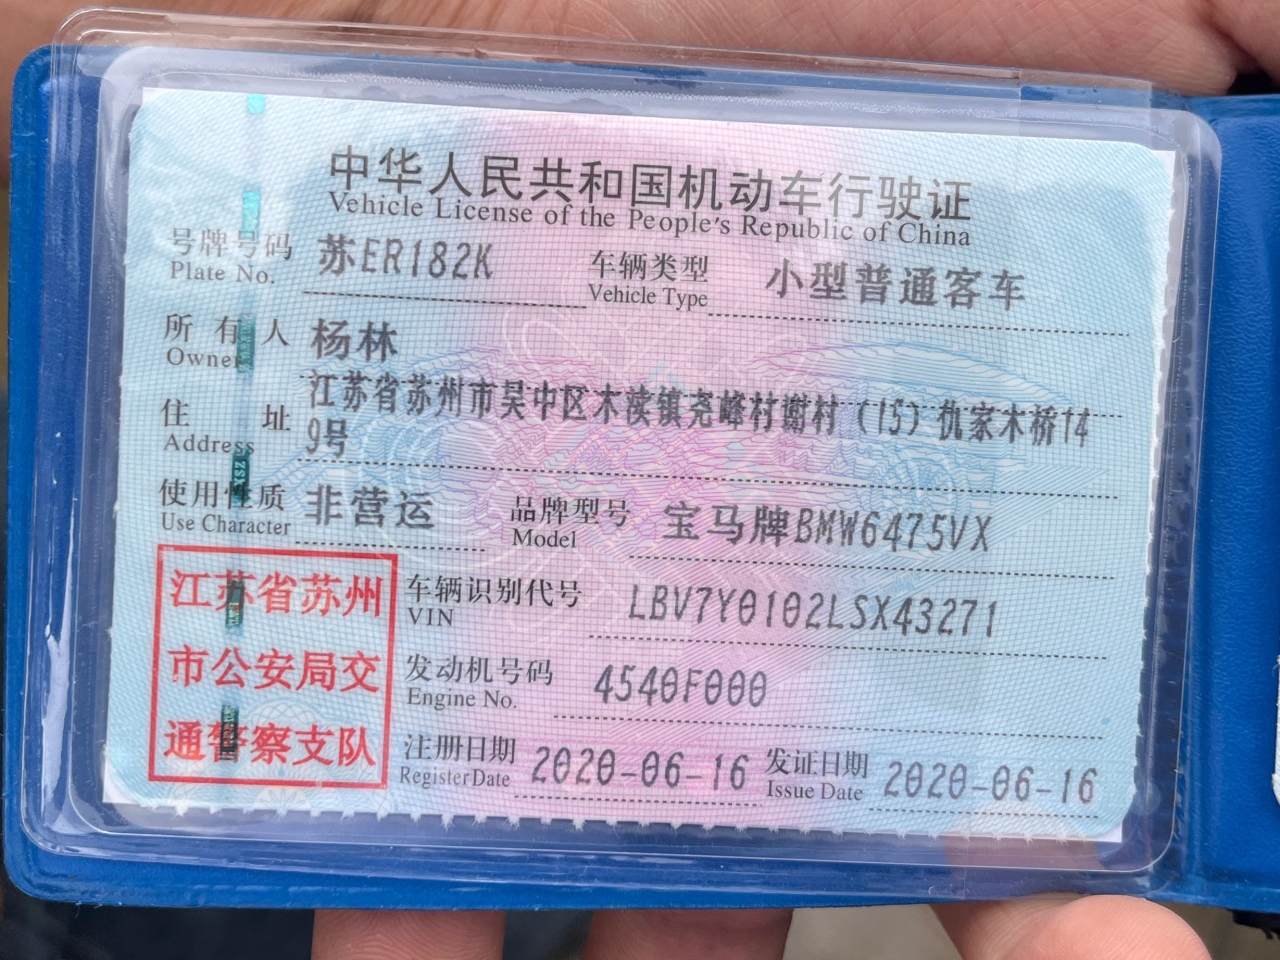 中华人民共和国机动车行驶证
Vehicle License of the People's Republic of China
号牌号码 苏ER182K 车辆类型 小型普通客车
Plate No. Vehicle Type
所有人 杨林
Owner
住址 江苏省苏州市吴中区木渎镇尧峰村谢村（15）仇家木桥14
Address 9号
使用性质 非营运 品牌型号 宝马牌BMW6475VX
Use Character Model
江苏省苏州
市公安局交
通警察支队
车辆识别代号 LBV7Y0102LSX43271
VIN
发动机号码 4540F000
Engine No.
注册日期 2020-06-16 发证日期 2020-06-16
Register Date Issue Date